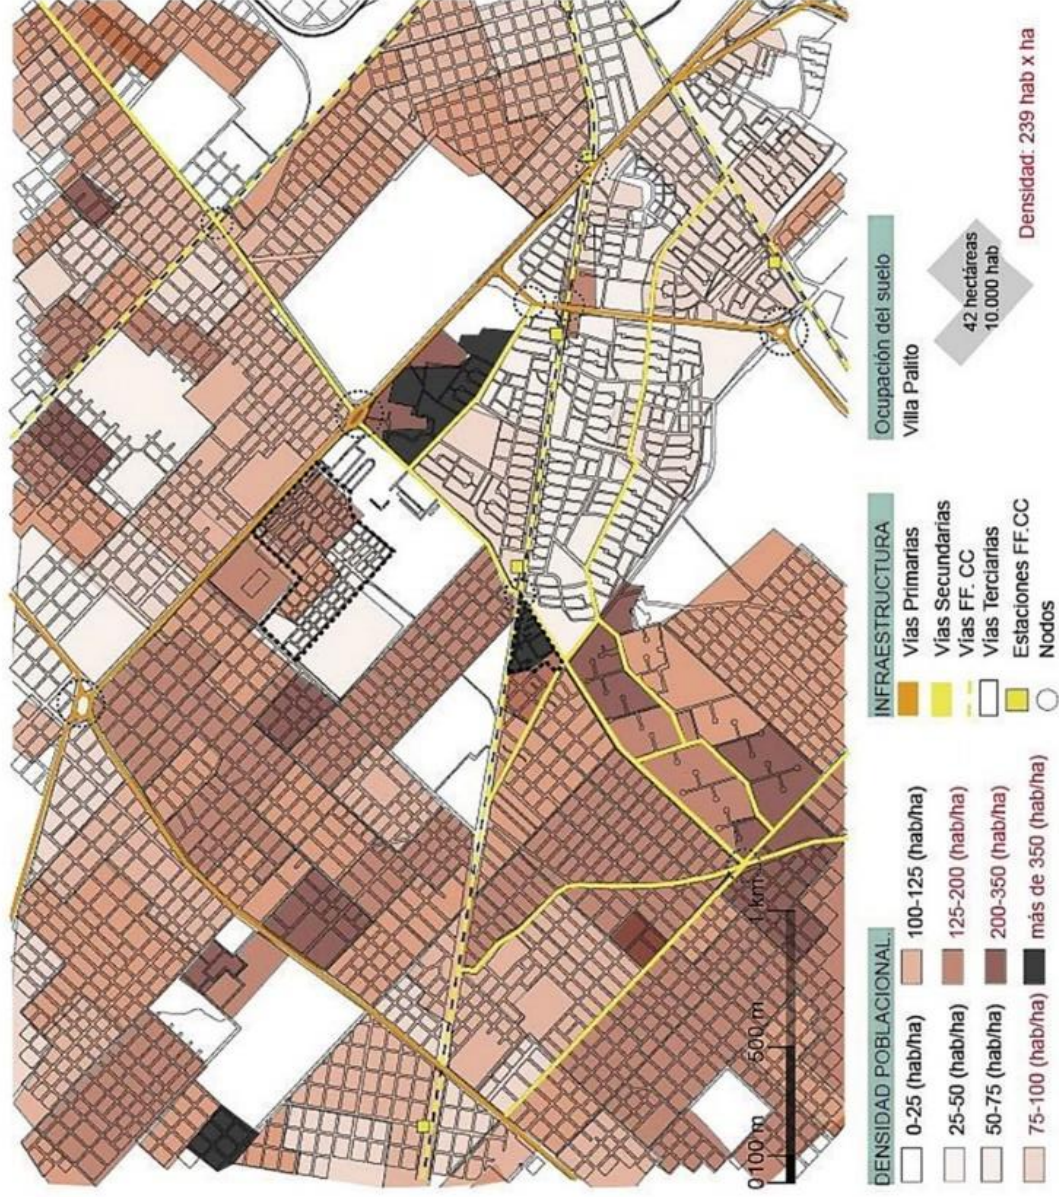 0 100 m
500 m
1 km
DENSIDAD POBLACIONAL.
0-25 (hab/ha)
25-50 (hab/ha)
50-75 (hab/ha)
75-100 (hab/ha)
100-125 (hab/ha)
125-200 (hab/ha)
200-350 (hab/ha)
más de 350 (hab/ha)
INFRAESTRUCTURA
Vías Primarias
Vías Secundarias
Vías FF. CC
Vías Terciarias
Estaciones FF.CC
Nodos
Ocupación del suelo
Villa Palito
42 hectáreas
10.000 hab
Densidad: 239 hab x ha